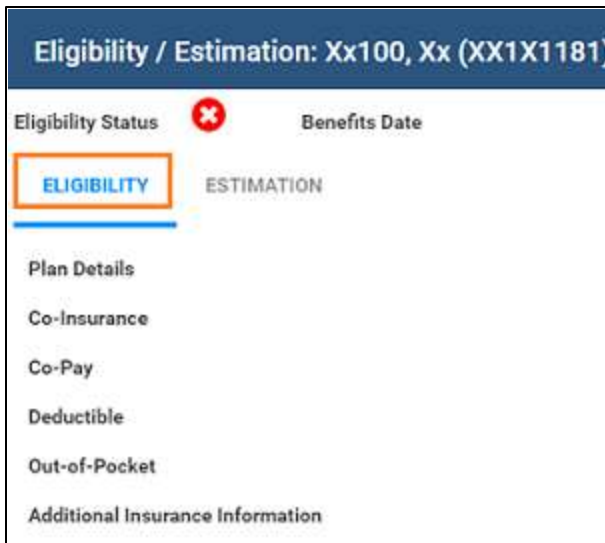 Eligibility / Estimation: Xx100, Xx (XX1X1181)
Eligibility Status Benefits Date
ELIGIBILITY ESTIMATION
Plan Details
Co-Insurance
Co-Pay
Deductible
Out-of-Pocket
Additional Insurance Information